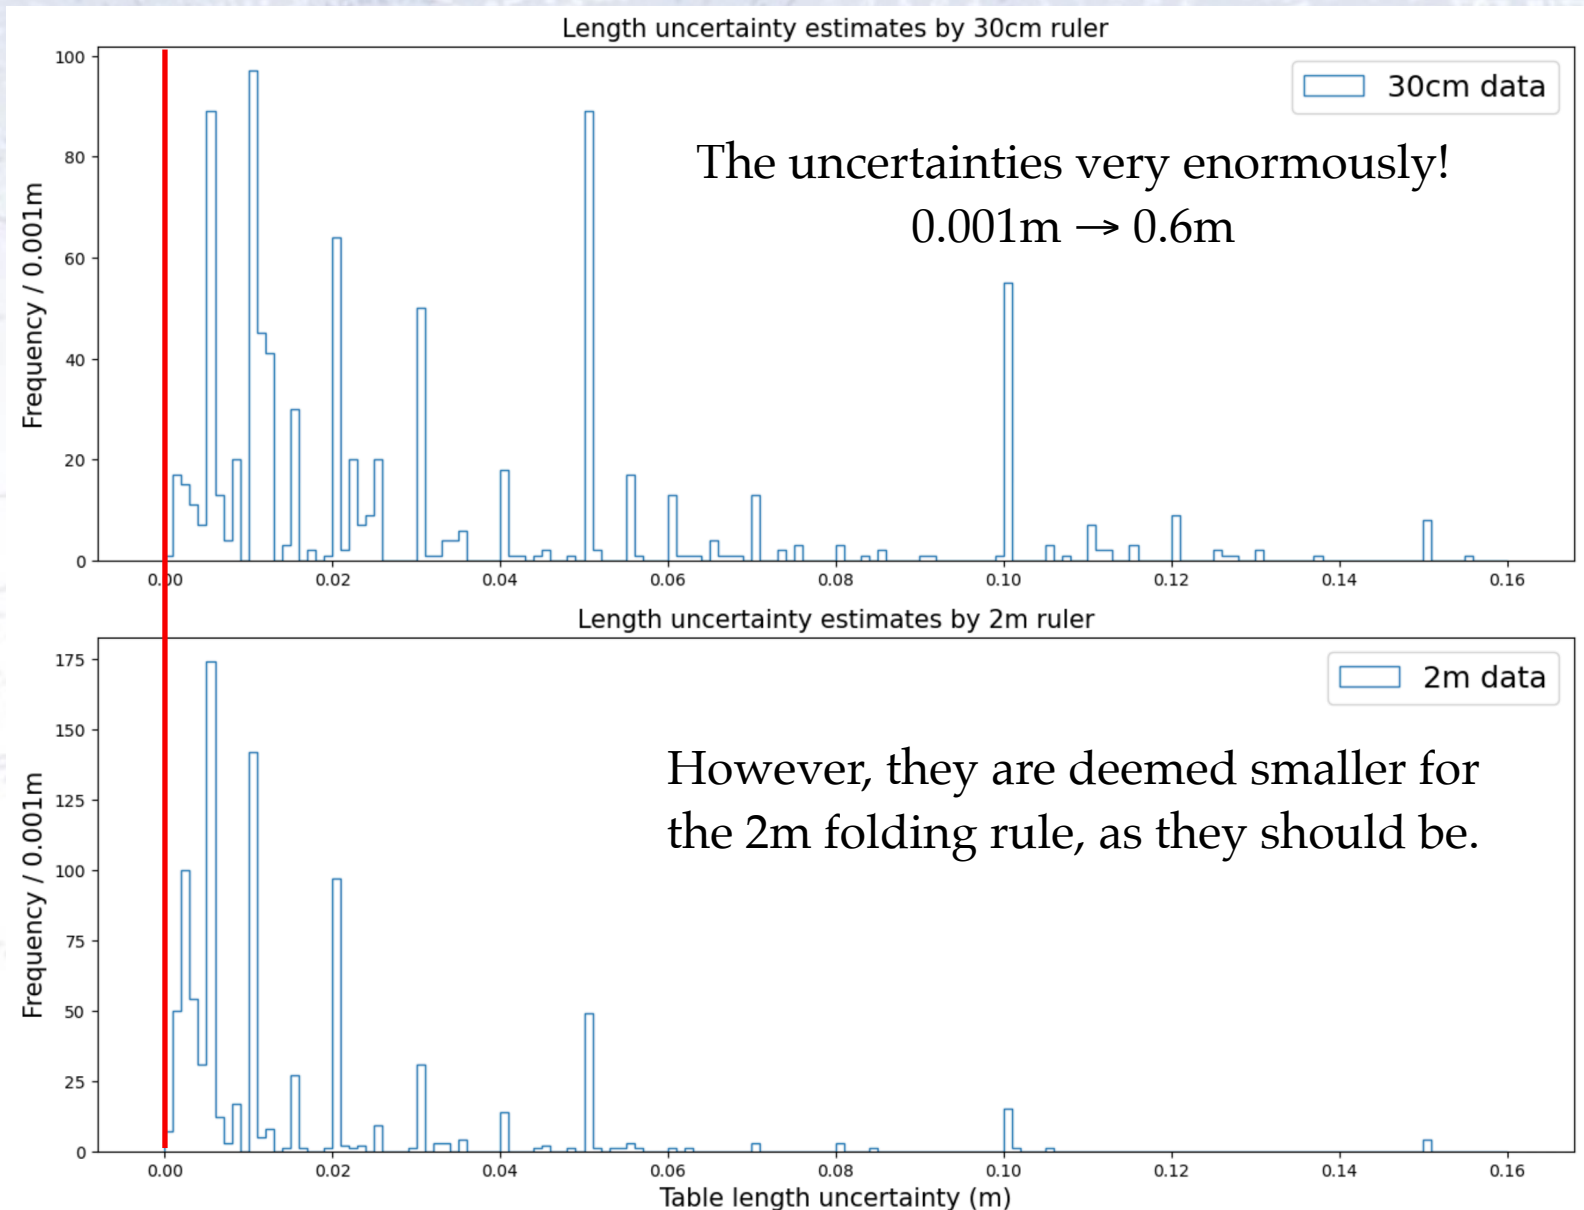 Length uncertainty estimates by 30cm ruler
30cm data
The uncertainties very enormously!
0.001m → 0.6m
Frequency / 0.001m
100
80
60
40
20
0
0.00 0.02 0.04 0.06 0.08 0.10 0.12 0.14 0.16
Length uncertainty estimates by 2m ruler
2m data
However, they are deemed smaller for
the 2m folding rule, as they should be.
Frequency / 0.001m
175
150
125
100
75
50
25
0
0.00 0.02 0.04 0.06 0.08 0.10 0.12 0.14 0.16
Table length uncertainty (m)